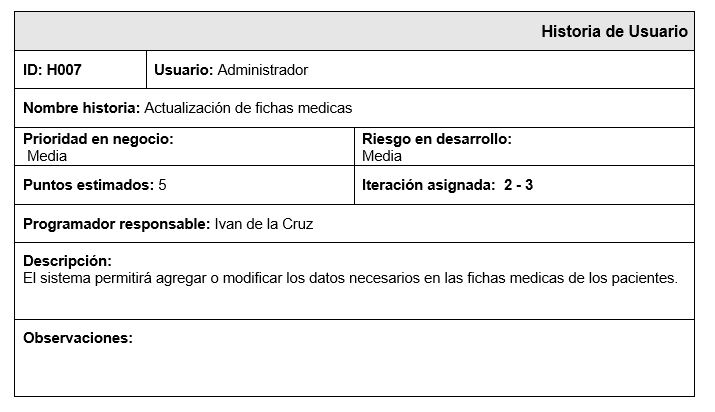 Historia de Usuario
ID: H007 Usuario: Administrador
Nombre historia: Actualización de fichas medicas
Prioridad en negocio: Riesgo en desarrollo:
Media Media
Puntos estimados: 5 Iteración asignada: 2 - 3
Programador responsable: Ivan de la Cruz
Descripción:
El sistema permitirá agregar o modificar los datos necesarios en las fichas medicas de los pacientes.
Observaciones: